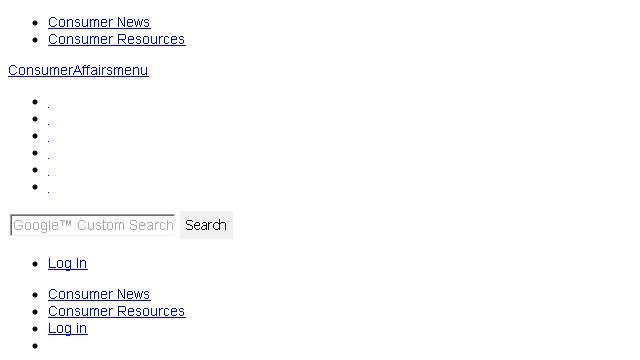 Consumer News
Consumer Resources
ConsumerAffairsmenu
.
.
.
.
.
.
Google™ Custom Search Search
Log In
Consumer News
Consumer Resources
Log in